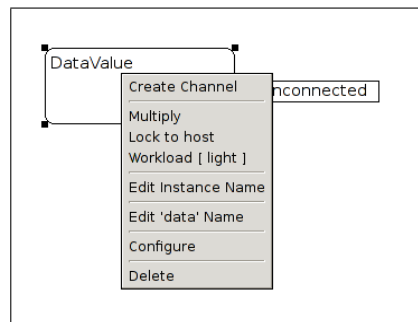 DataValue
Create Channel
nconnected
Multiply
Lock to host
Workload [ light ]
Edit Instance Name
Edit 'data' Name
Configure
Delete